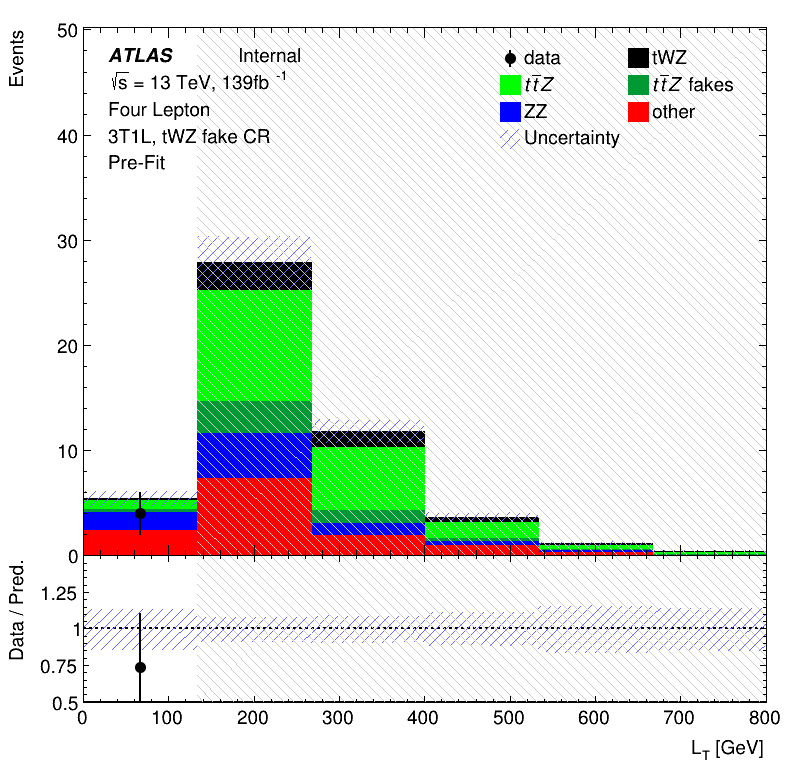 Events
50
40
30
20
10
0
ATLAS Internal
√s = 13 TeV, 139fb⁻¹
Four Lepton
3T1L, tWZ fake CR
Pre-Fit
data
tWZ
tt̄Z
tt̄Z fakes
ZZ
other
Uncertainty
Data / Pred.
1.25
1
0.75
0.5
0 100 200 300 400 500 600 700 800
L_T [GeV]